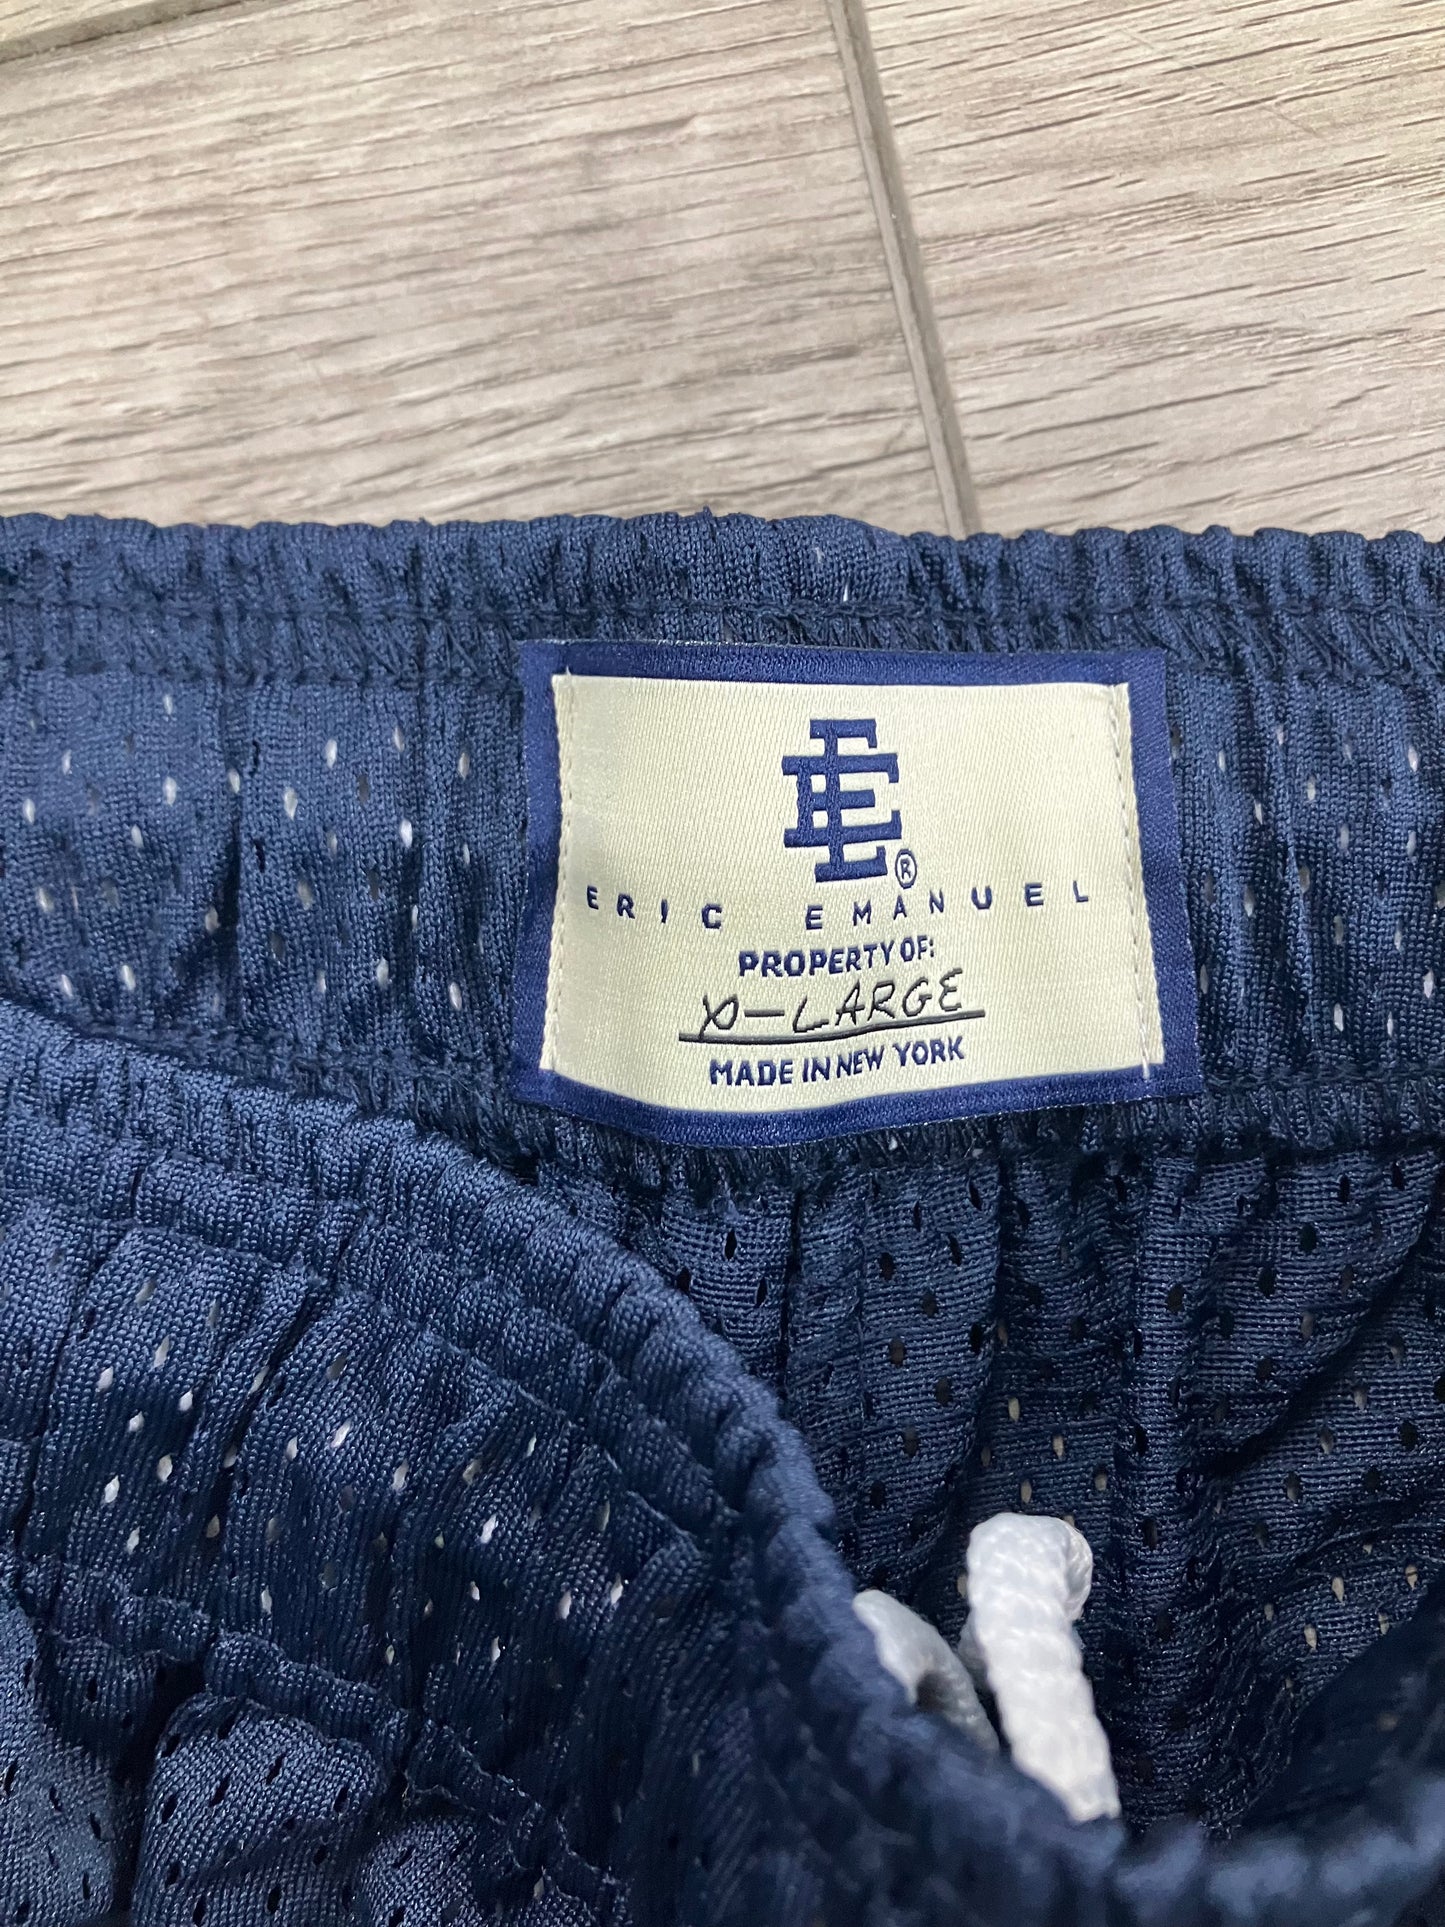 EE®
ERIC EMANUEL
PROPERTY OF:
X-LARGE
MADE IN NEW YORK